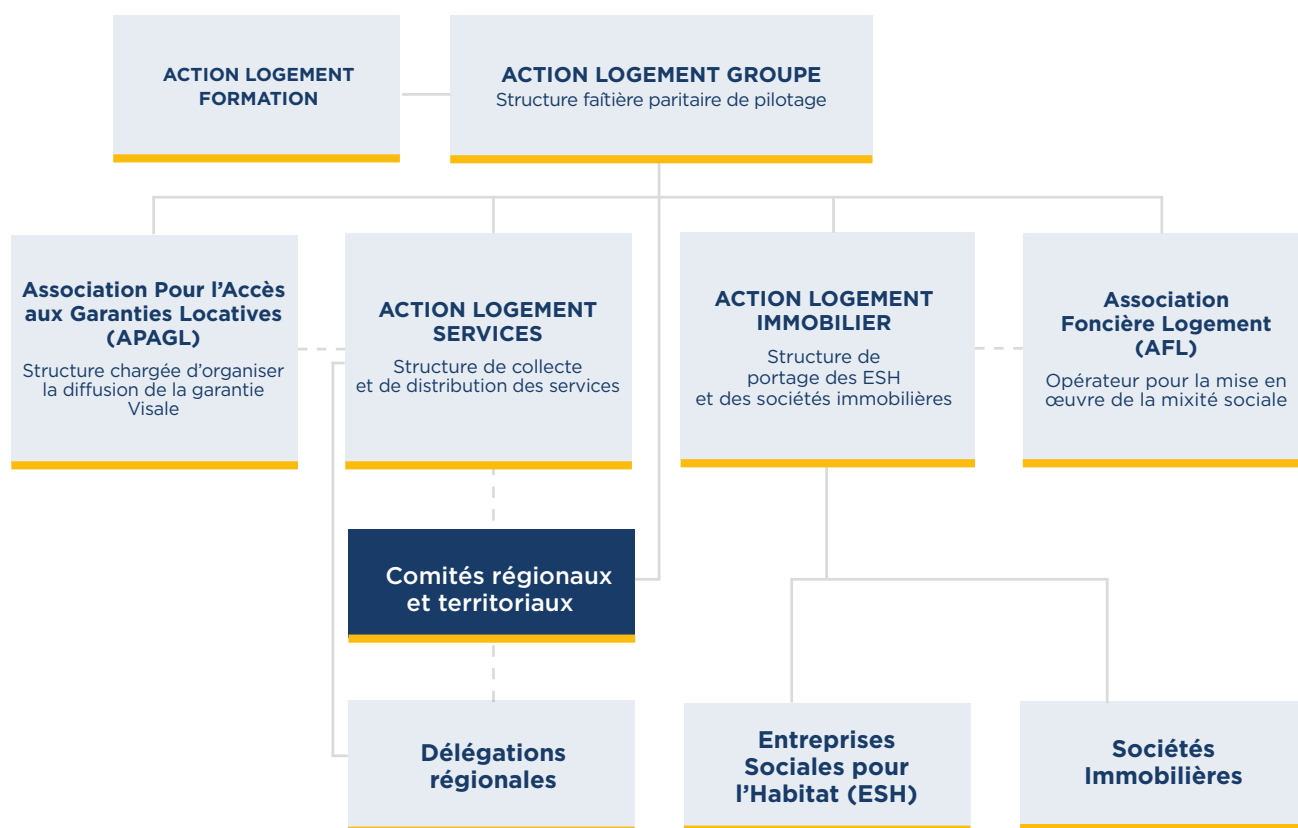 ACTION LOGEMENT
FORMATION
ACTION LOGEMENT GROUPE
Structure faîtière paritaire de pilotage
Association Pour l'Accès
aux Garanties Locatives
(APAGL)
Structure chargée d'organiser
la diffusion de la garantie
Visale
ACTION LOGEMENT
SERVICES
Structure de collecte
et de distribution des services
ACTION LOGEMENT
IMMOBILIER
Structure de
portage des ESH
et des sociétés immobilières
Association
Foncière Logement
(AFL)
Opérateur pour la mise en
œuvre de la mixité sociale
Comités régionaux
et territoriaux
Délégations
régionales
Entreprises
Sociales pour
l'Habitat (ESH)
Sociétés
Immobilières